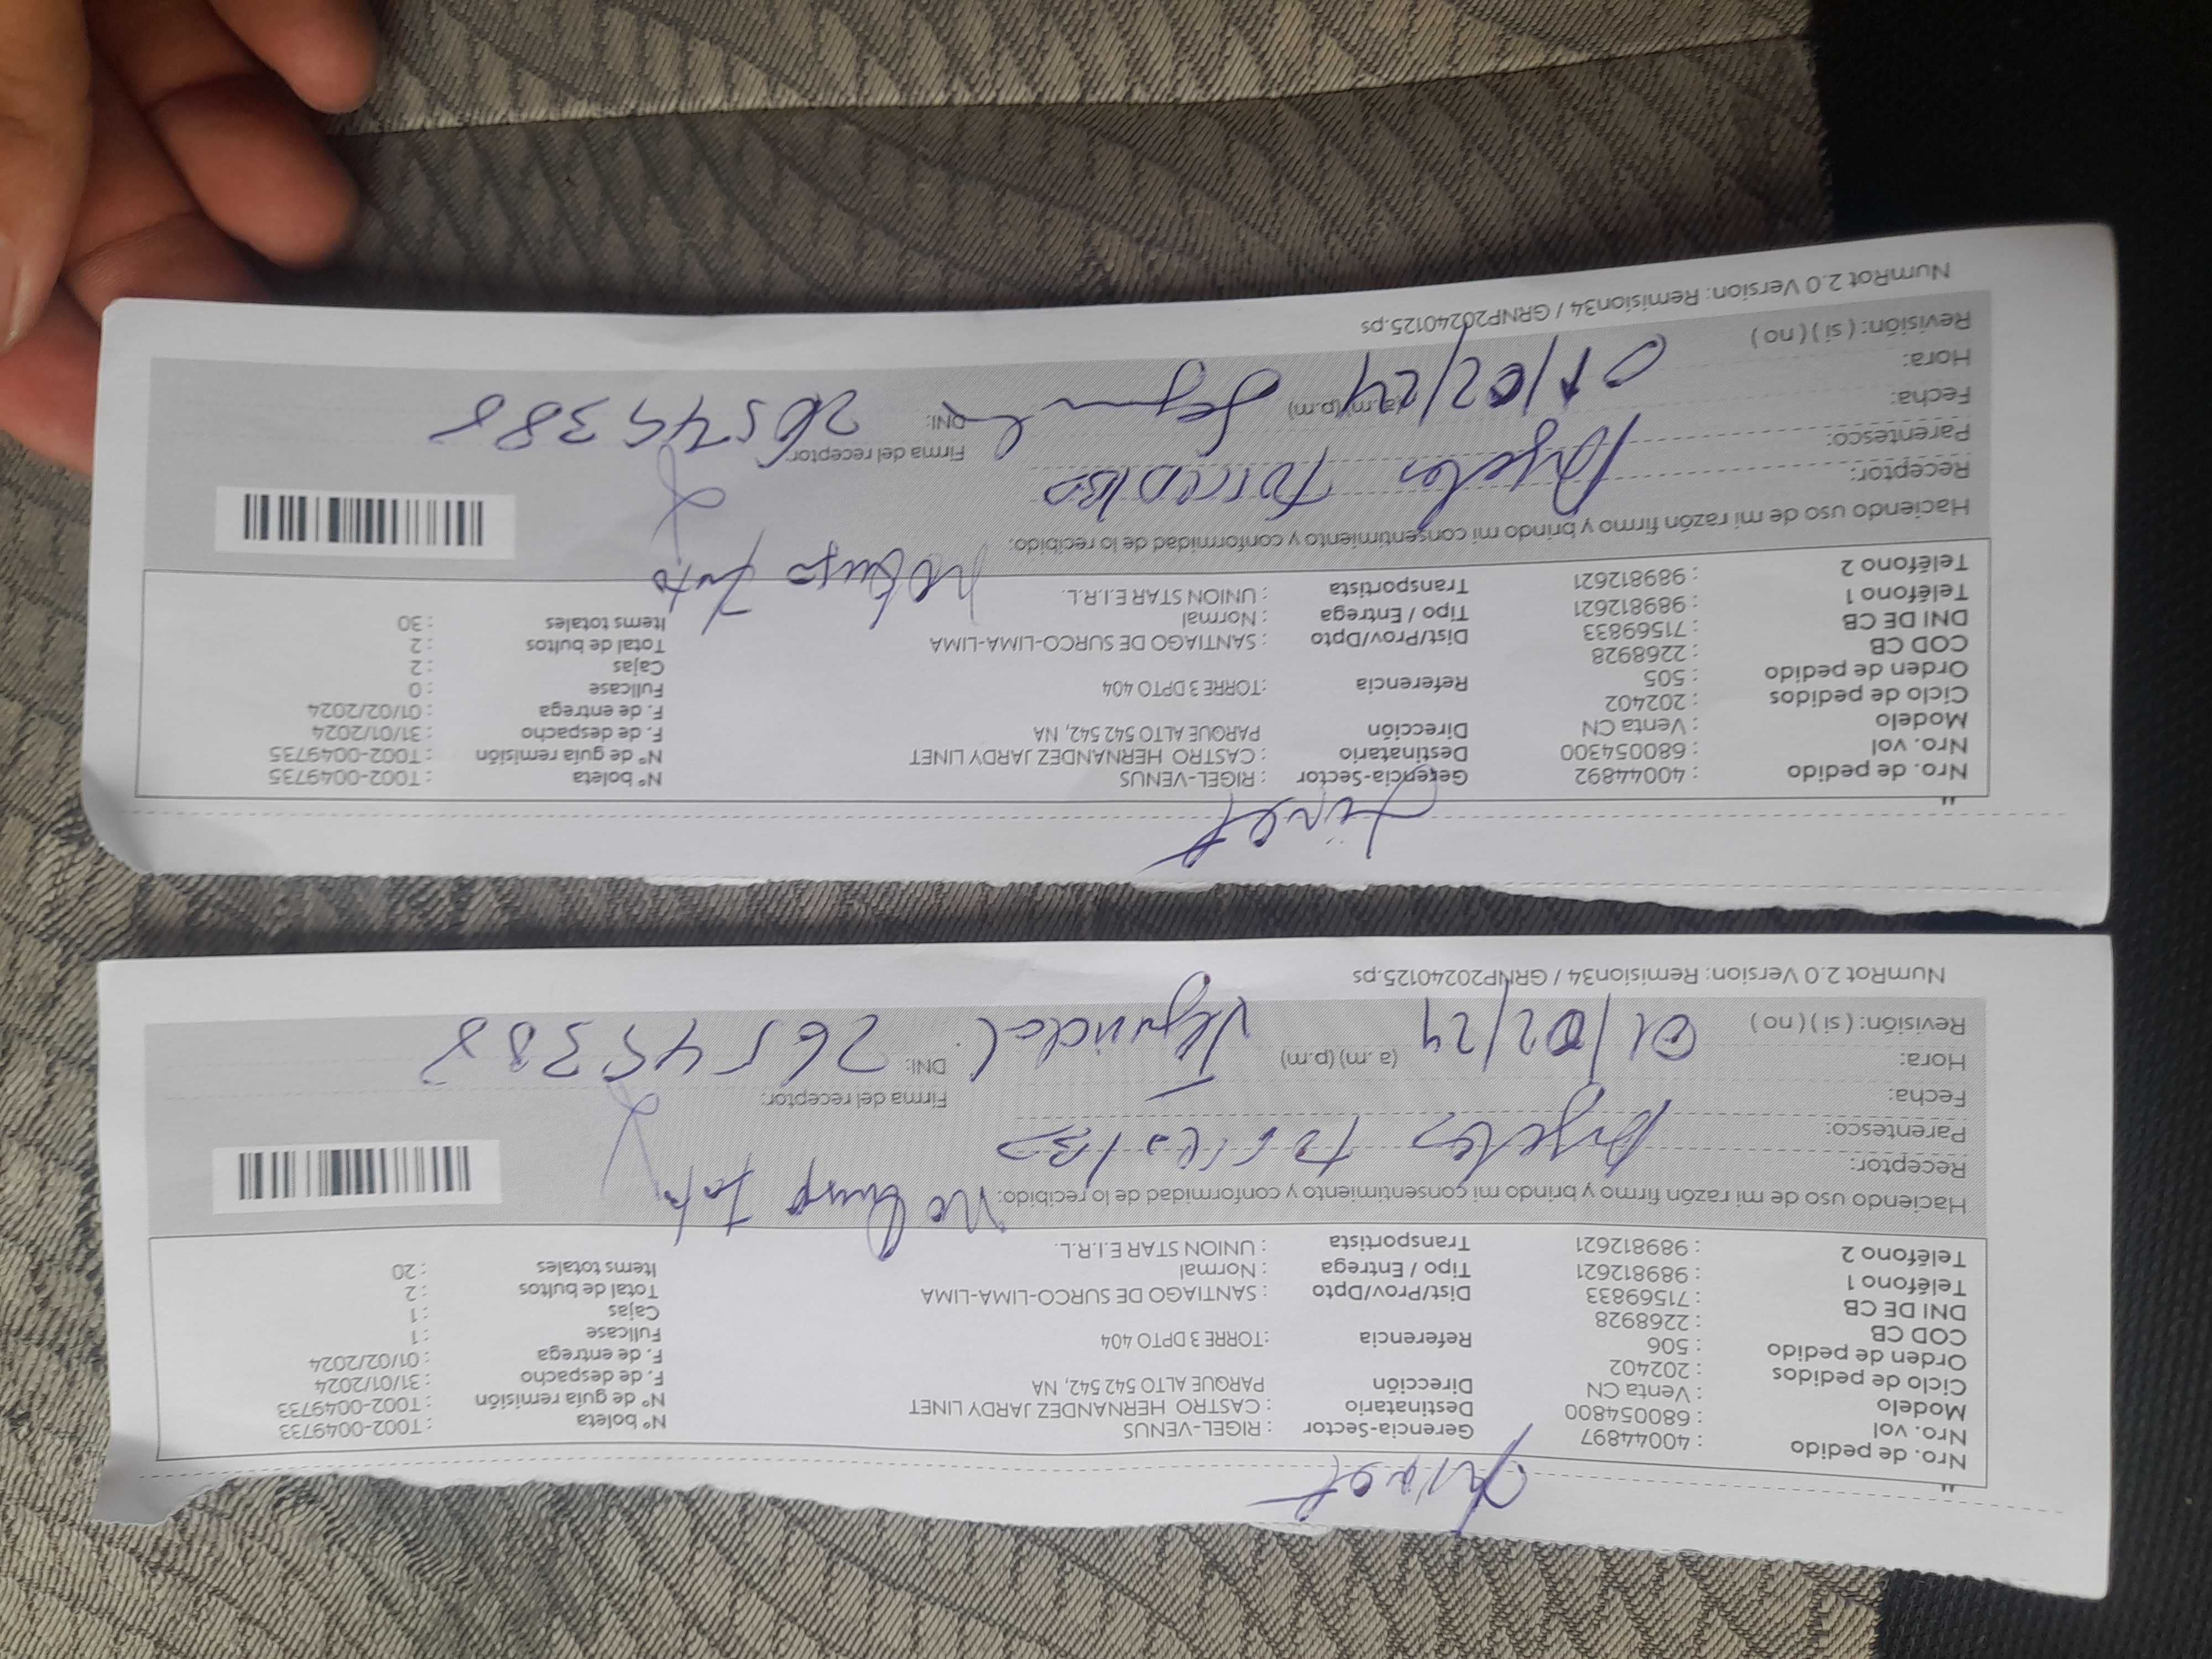 Linet
Nro. de pedido : 40044897 Gerencia-Sector : RIGEL-VENUS N° boleta : T002-0049733
Nro. vol : 680054800 Destinatario : CASTRO HERNANDEZ JARDY LINET N° de guía remisión : T002-0049733
Modelo : Venta CN Dirección PARQUE ALTO 542 542, NA F. de despacho : 31/01/2024
Ciclo de pedidos : 202402 F. de entrega : 01/02/2024
Orden de pedido : 506 Referencia :TORRE 3 DPTO 404 Fullcase : 1
COD CB : 2268928 Cajas : 1
DNI DE CB : 71569833 Dist/Prov/Dpto : SANTIAGO DE SURCO-LIMA-LIMA Total de bultos : 2
Teléfono 1 : 989812621 Tipo / Entrega : Normal Items totales : 20
Teléfono 2 : 989812621 Transportista : UNION STAR E.I.R.L.
Haciendo uso de mi razón firmo y brindo mi consentimiento y conformidad de lo recibido:
No foto
Receptor:
Parentesco:
Fecha: Firma del receptor:
Hora: (a.m) (p.m) DNI: 26545388
Revisión: ( si ) ( no ) 01/02/24
NumRot 2.0 Version: Remision34 / GRNP20240125.ps
Linet
Nro. de pedido : 40044892 Gerencia-Sector : RIGEL-VENUS N° boleta : T002-0049735
Nro. vol : 680054300 Destinatario : CASTRO HERNANDEZ JARDY LINET N° de guía remisión : T002-0049735
Modelo : Venta CN Dirección PARQUE ALTO 542 542, NA F. de despacho : 31/01/2024
Ciclo de pedidos : 202402 F. de entrega : 01/02/2024
Orden de pedido : 505 Referencia :TORRE 3 DPTO 404 Fullcase : 0
COD CB : 2268928 Cajas : 2
DNI DE CB : 71569833 Dist/Prov/Dpto : SANTIAGO DE SURCO-LIMA-LIMA Total de bultos : 2
Teléfono 1 : 989812621 Tipo / Entrega : Normal Items totales : 30
Teléfono 2 : 989812621 Transportista : UNION STAR E.I.R.L.
Haciendo uso de mi razón firmo y brindo mi consentimiento y conformidad de lo recibido:
No foto
Receptor:
Parentesco: Firma del receptor:
Fecha: DNI: 26545388
Hora: (a.m) (p.m)
Revisión: ( si ) ( no ) 01/02/24
NumRot 2.0 Version: Remision34 / GRNP20240125.ps